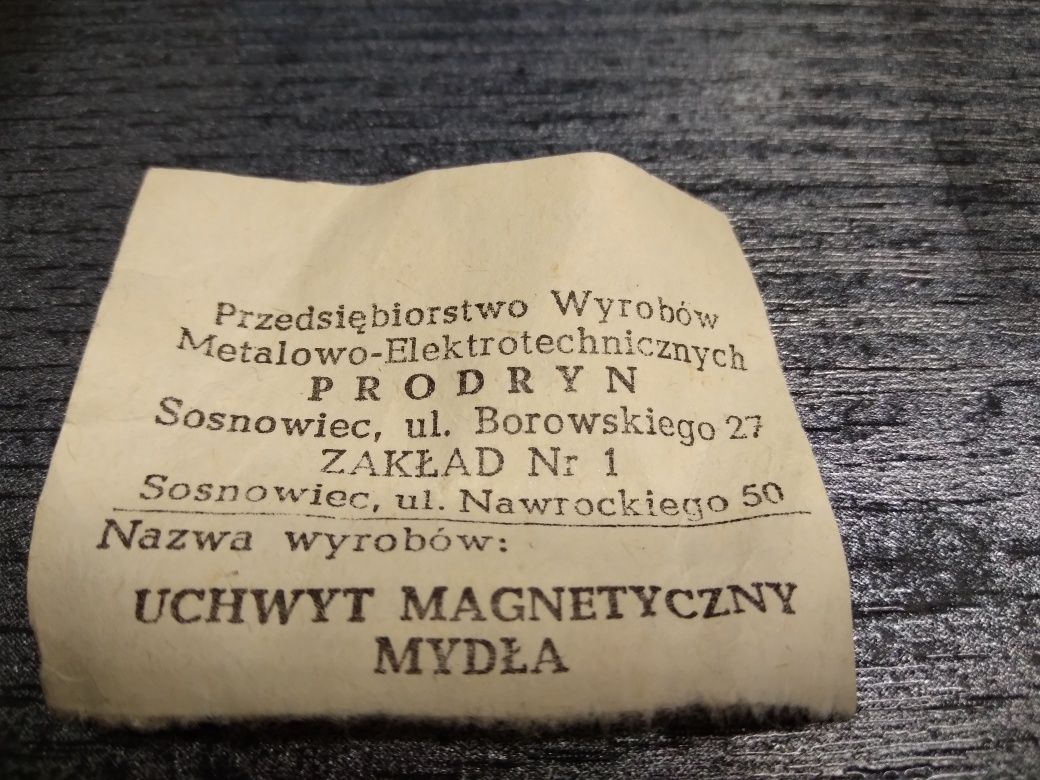 Przedsiębiorstwo Wyrobów
Metalowo-Elektrotechnicznych
PRODRYN
Sosnowiec, ul. Borowskiego 27
ZAKŁAD Nr 1
Sosnowiec, ul. Nawrockiego 50
Nazwa wyrobów:
UCHWYT MAGNETYCZNY
MYDŁA